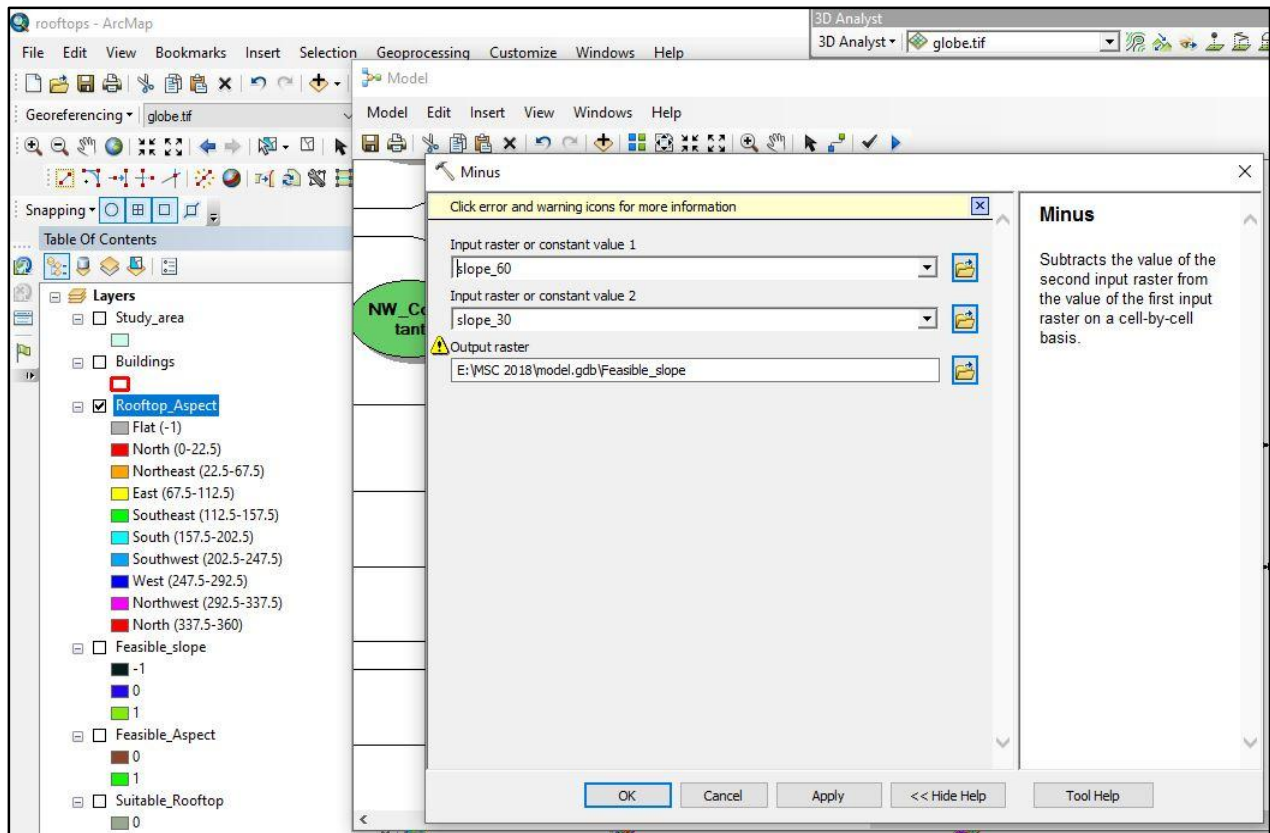 rooftops - ArcMap
3D Analyst
File Edit View Bookmarks Insert Selection Geoprocessing Customize Windows Help
3D Analyst globe.tif
Model
Georeferencing globe.tif
Model Edit Insert View Windows Help
Minus
Snapping
Click error and warning icons for more information
Minus
Table Of Contents
Input raster or constant value 1
slope_60
Subtracts the value of the
second input raster from
the value of the first input
raster on a cell-by-cell
basis.
Input raster or constant value 2
slope_30
Output raster
E:\MSC 2018\model.gdb\Feasible_slope
NW_Co
tant
Layers
Study_area
Buildings
Rooftop_Aspect
Flat (-1)
North (0-22.5)
Northeast (22.5-67.5)
East (67.5-112.5)
Southeast (112.5-157.5)
South (157.5-202.5)
Southwest (202.5-247.5)
West (247.5-292.5)
Northwest (292.5-337.5)
North (337.5-360)
Feasible_slope
-1
0
1
Feasible_Aspect
0
1
Suitable_Rooftop
0
OK Cancel Apply << Hide Help Tool Help